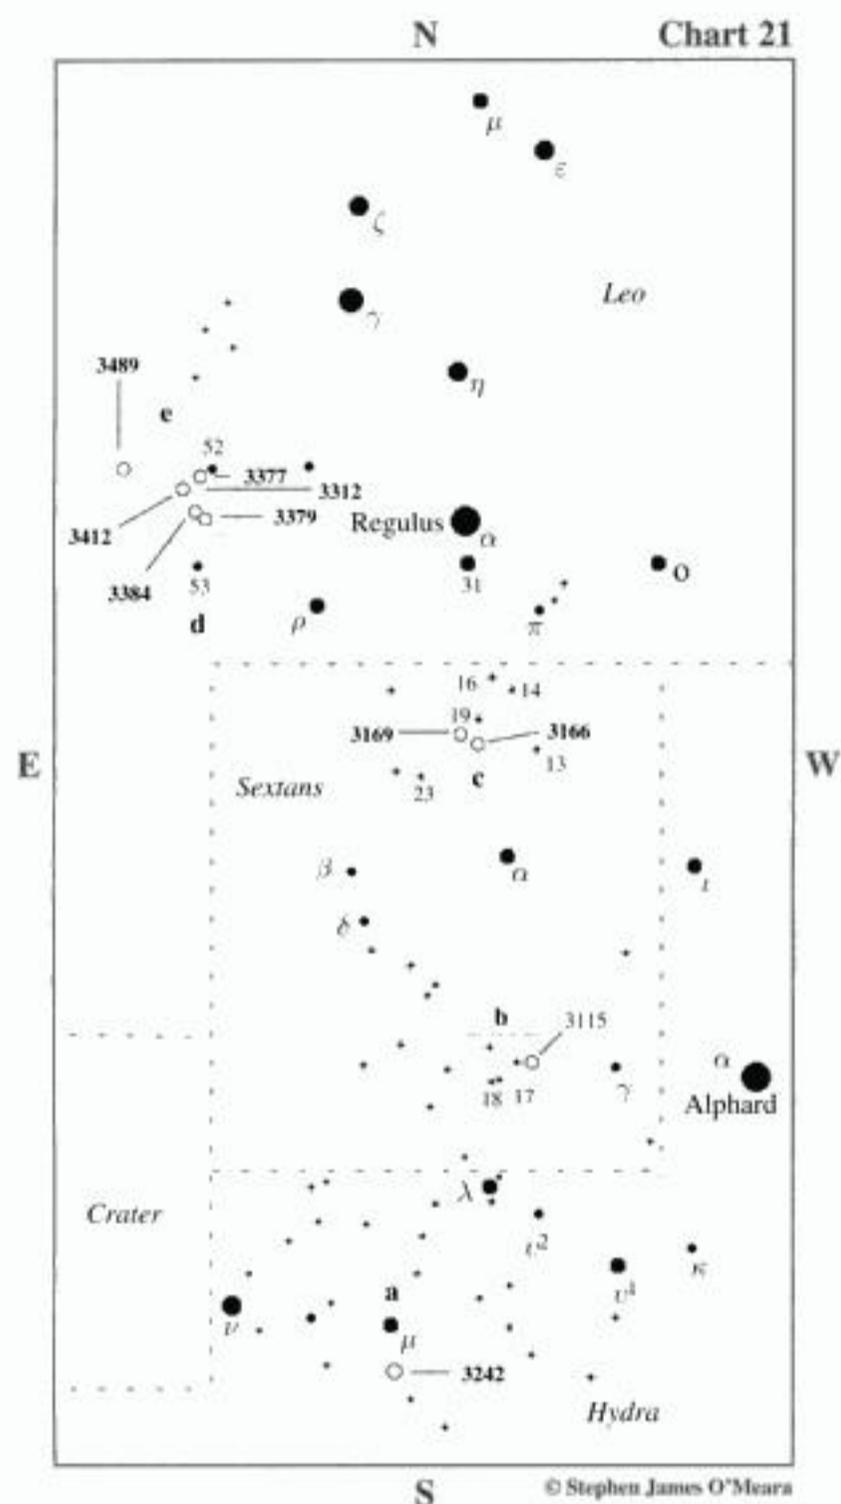 N
Chart 21
μ
ε
ζ
Leo
γ
3489
η
e
52
3377
3312
Regulus
α
3379
3412
31
ο
3384
53
π
d
ρ
16
14
19
3169
3166
13
E
W
c
Sextans
23
β
α
ι
δ
b
3115
α
γ
18
17
Alphard
λ
Crater
υ2
κ
υ1
a
ν
μ
3242
Hydra
S
© Stephen James O'Meara